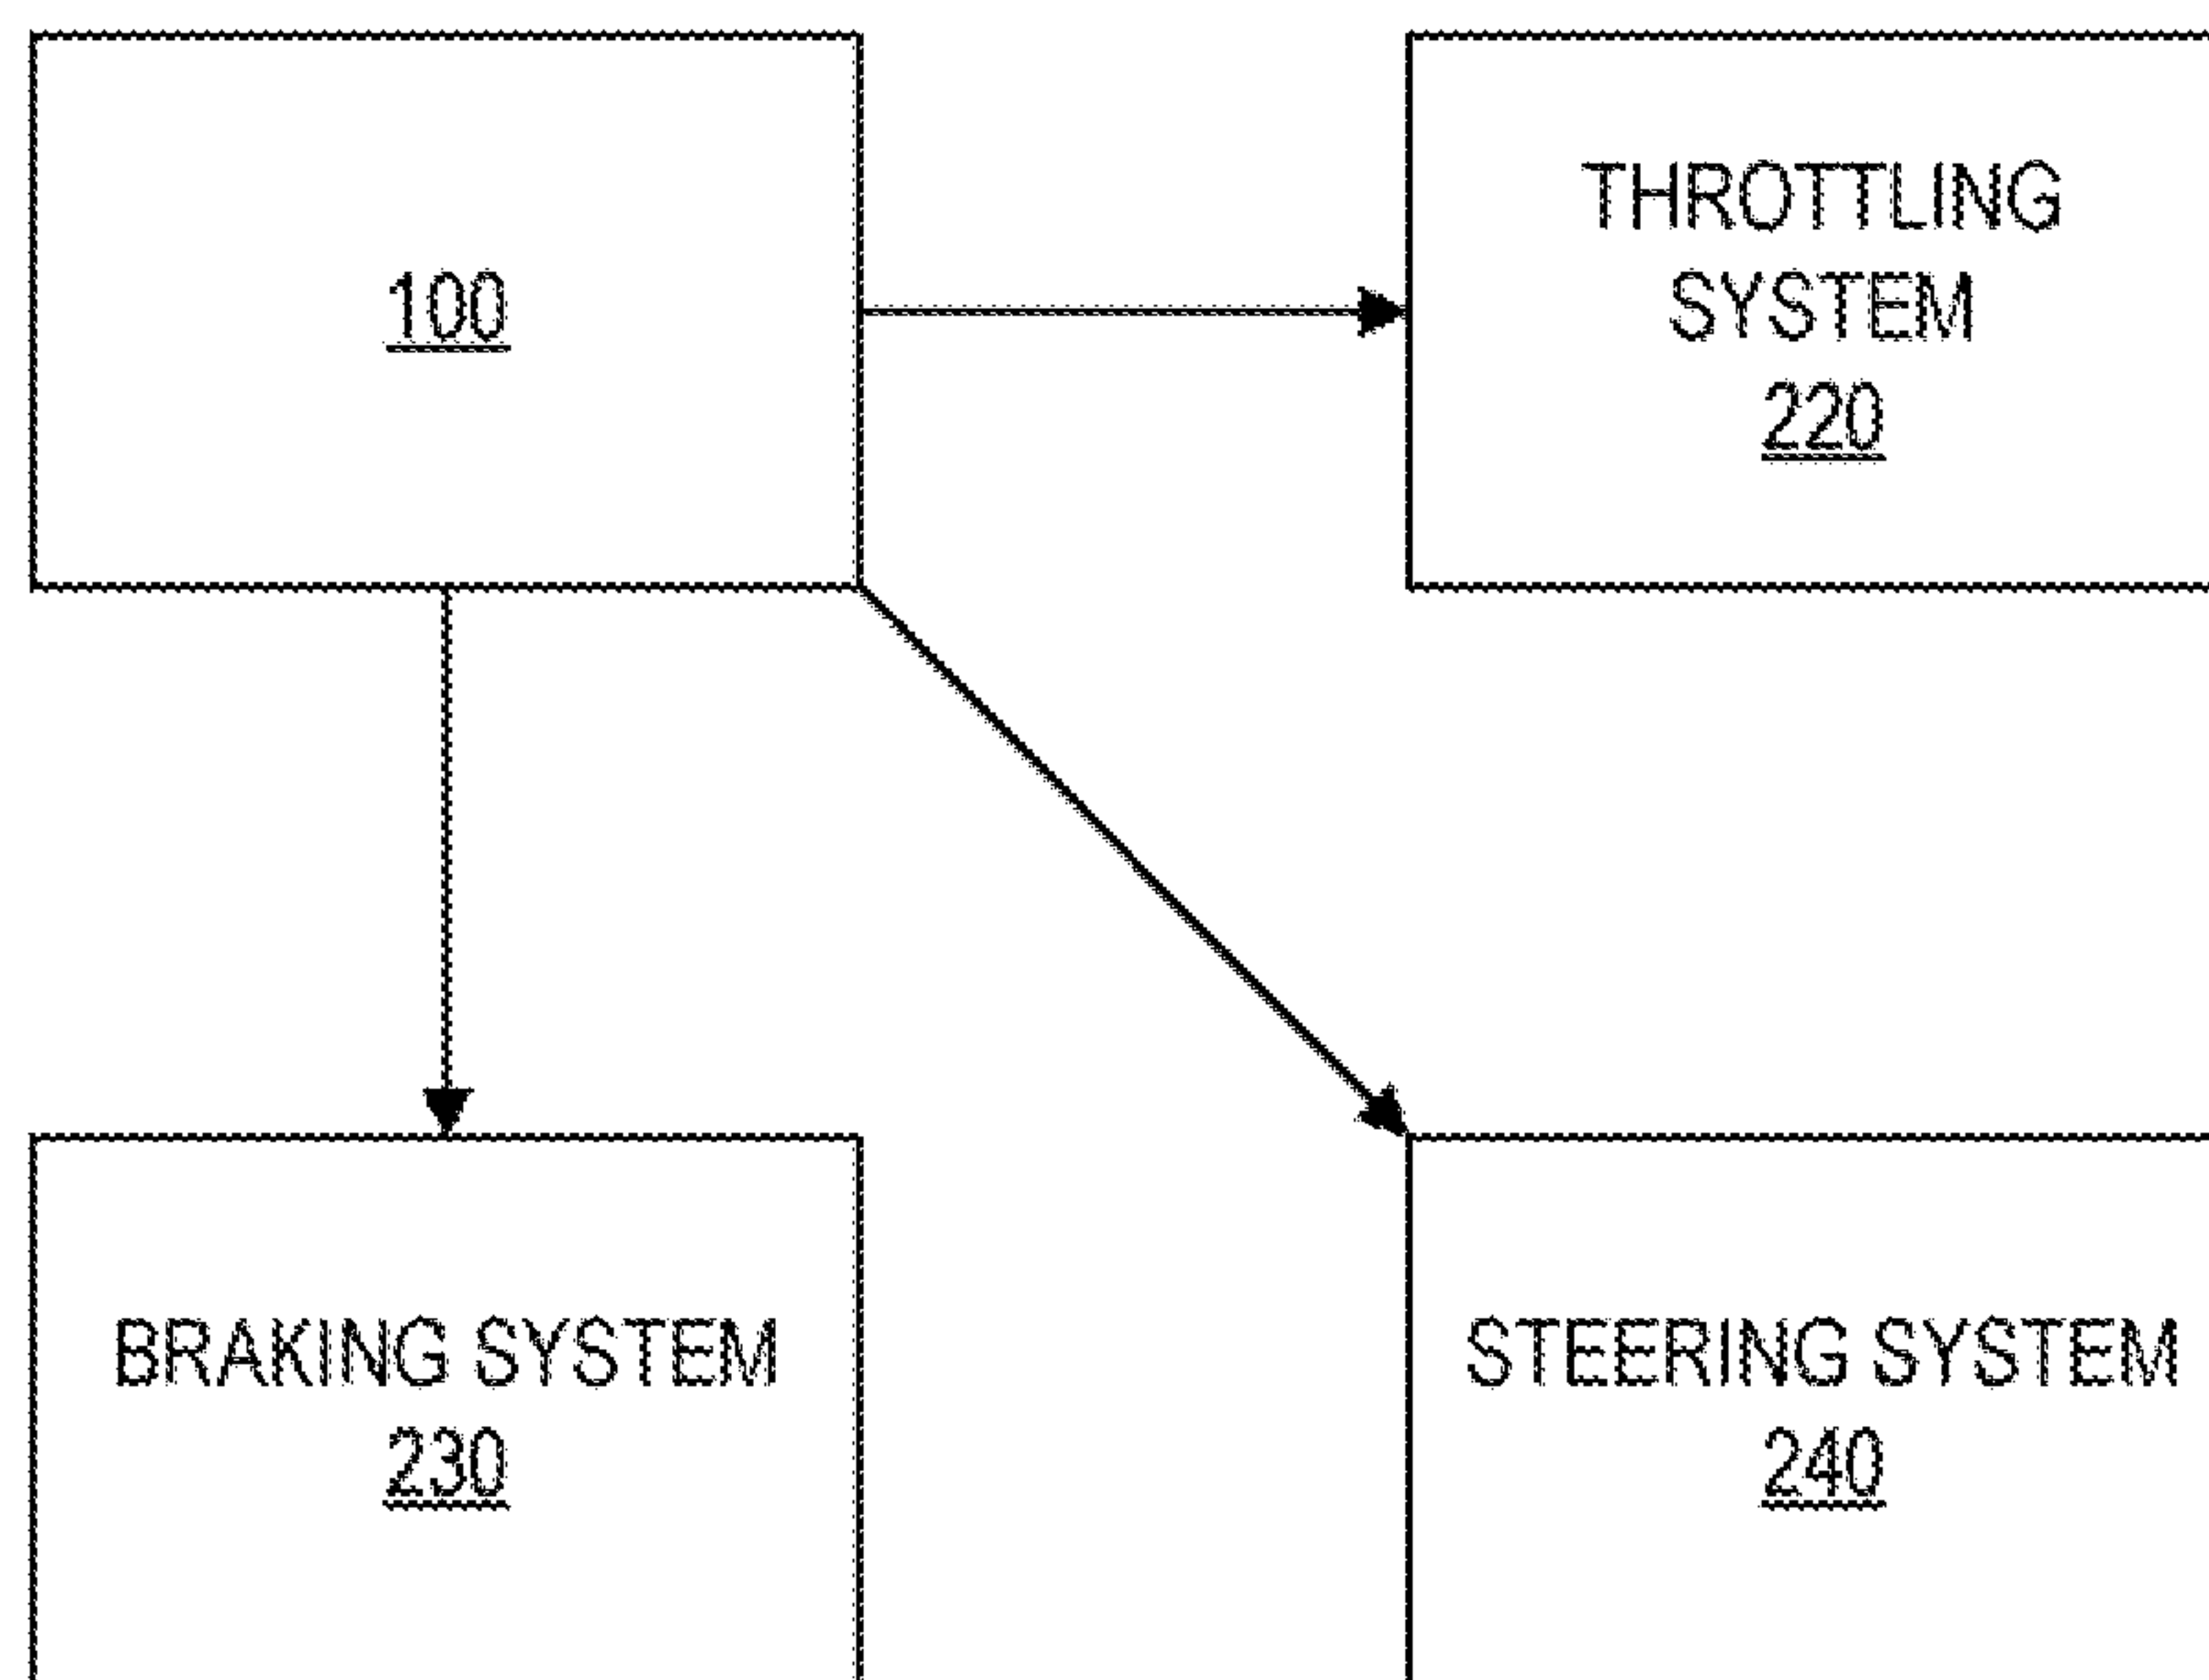 100
THROTTLING
SYSTEM
220
BRAKING SYSTEM
230
STEERING SYSTEM
240